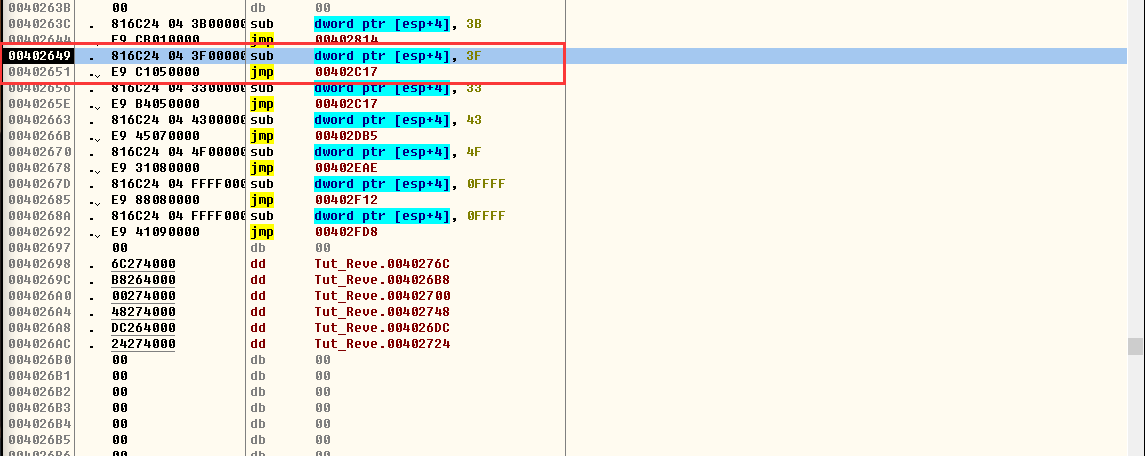 0040263B 00 db 00
0040263C . 816C24 04 3B00000 sub dword ptr [esp+4], 3B
00402644 .⌄ E9 CB010000 jmp 00402814
00402649 . 816C24 04 3F00000 sub dword ptr [esp+4], 3F
00402651 .⌄ E9 C1050000 jmp 00402C17
00402656 . 816C24 04 3300000 sub dword ptr [esp+4], 33
0040265E .⌄ E9 B4050000 jmp 00402C17
00402663 . 816C24 04 4300000 sub dword ptr [esp+4], 43
0040266B .⌄ E9 45070000 jmp 00402DB5
00402670 . 816C24 04 4F00000 sub dword ptr [esp+4], 4F
00402678 .⌄ E9 31080000 jmp 00402EAE
0040267D . 816C24 04 FFFF000 sub dword ptr [esp+4], 0FFFF
00402685 .⌄ E9 88080000 jmp 00402F12
0040268A . 816C24 04 FFFF000 sub dword ptr [esp+4], 0FFFF
00402692 .⌄ E9 41090000 jmp 00402FD8
00402697 00 db 00
00402698 . 6C274000 dd Tut_Reve.0040276C
0040269C . B8264000 dd Tut_Reve.004026B8
004026A0 . 00274000 dd Tut_Reve.00402700
004026A4 . 48274000 dd Tut_Reve.00402748
004026A8 . DC264000 dd Tut_Reve.004026DC
004026AC . 24274000 dd Tut_Reve.00402724
004026B0 00 db 00
004026B1 00 db 00
004026B2 00 db 00
004026B3 00 db 00
004026B4 00 db 00
004026B5 00 db 00
004026B6 00 db 00